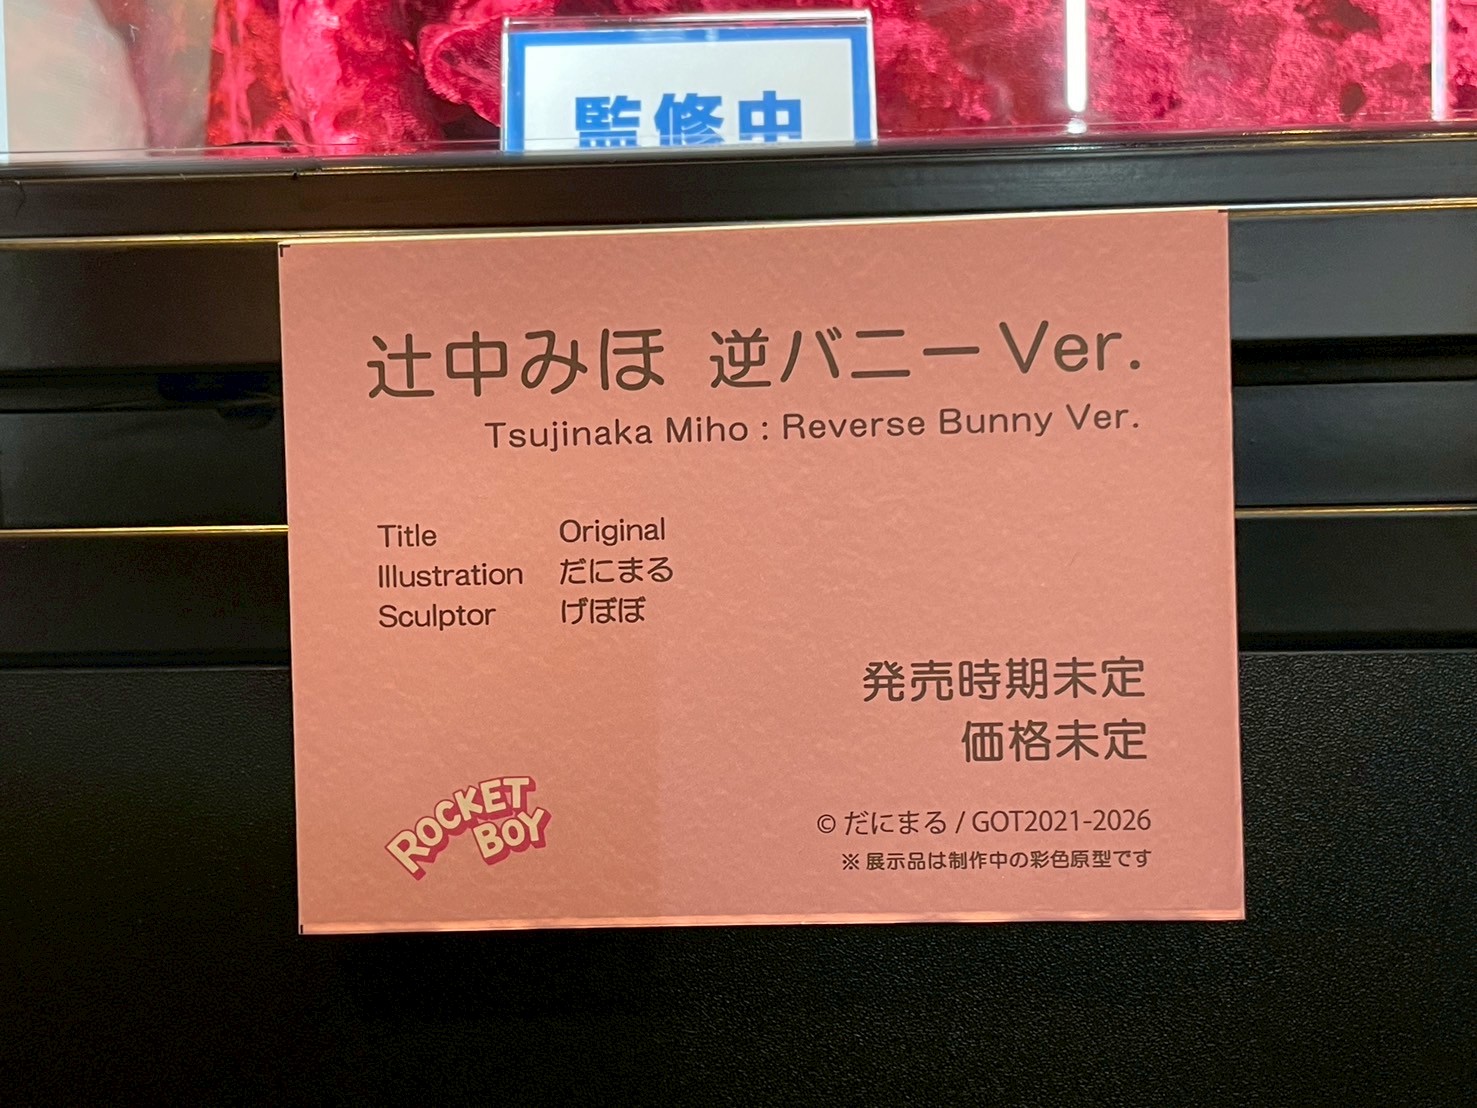 監修中
辻中みほ 逆バニーVer.
Tsujinaka Miho : Reverse Bunny Ver.
Title Original
Illustration だにまる
Sculptor げぼぼ
発売時期未定
価格未定
ROCKET
BOY
© だにまる / GOT2021-2026
※ 展示品は制作中の彩色原型です